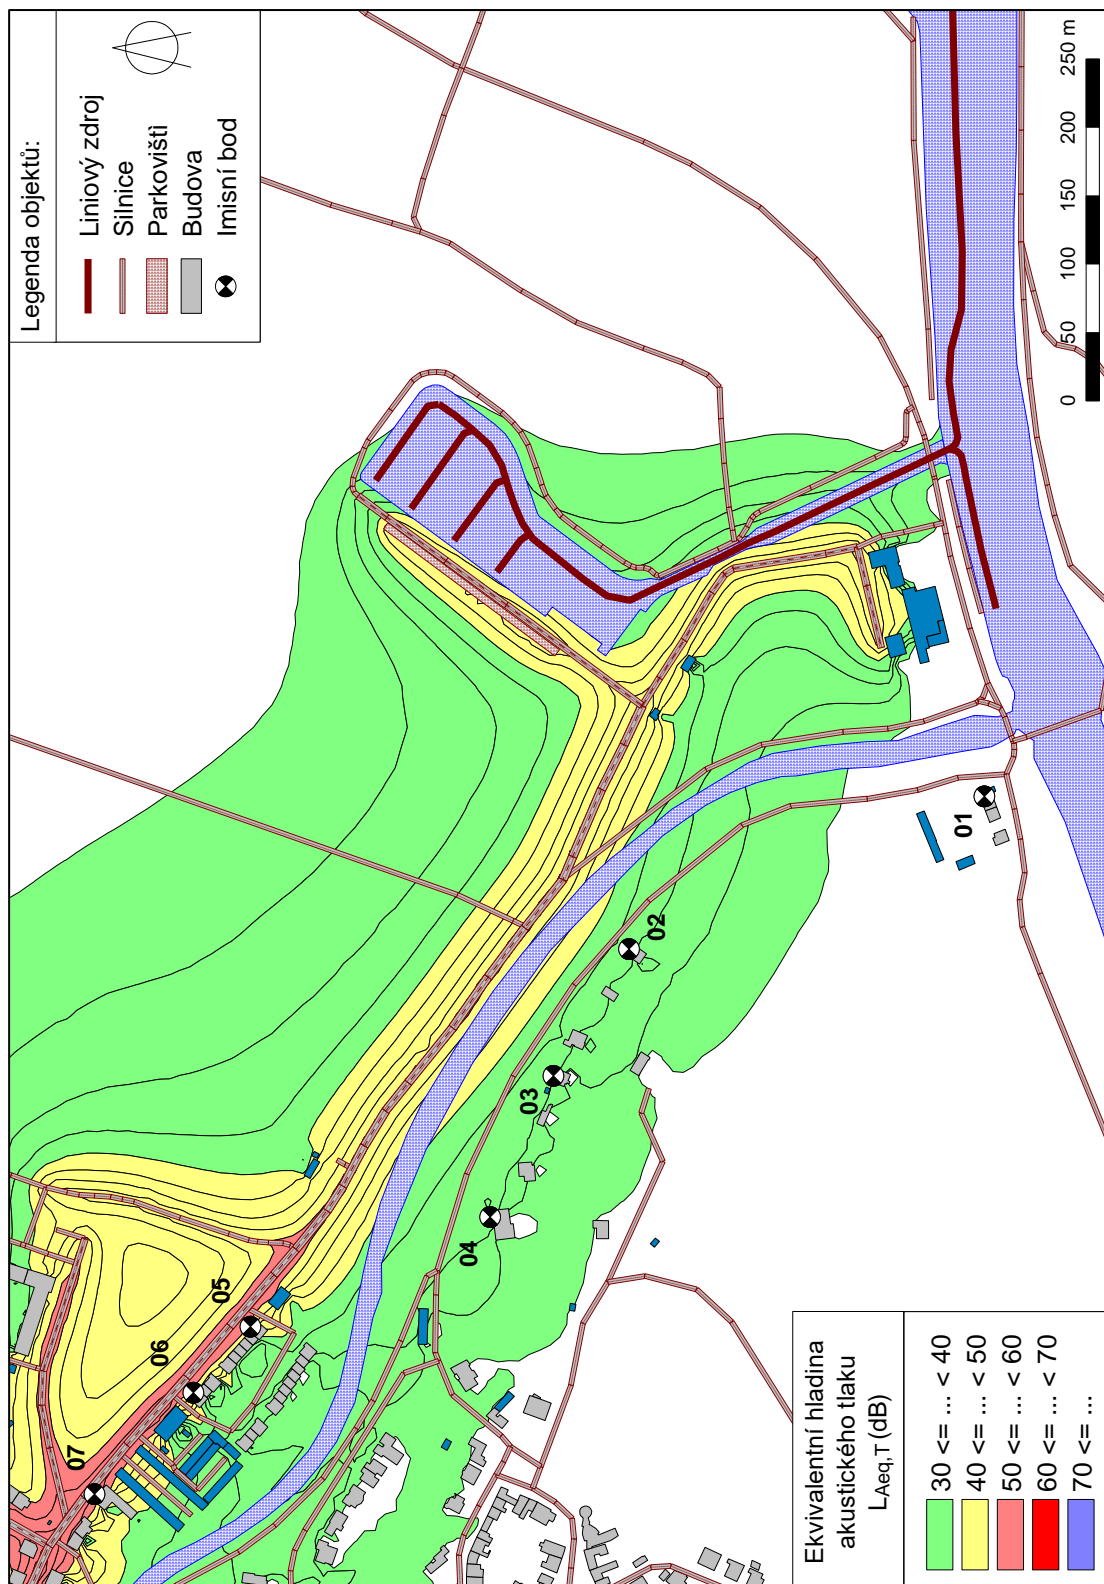 Legenda objektů:
Liniový zdroj
Silnice
Parkoviště
Budova
Imisní bod
0 50 100 150 200 250 m
01
02
03
04
05
06
07
Ekvivalentní hladina
akustického tlaku
LAeq,T (dB)
30 <= ... < 40
40 <= ... < 50
50 <= ... < 60
60 <= ... < 70
70 <= ...